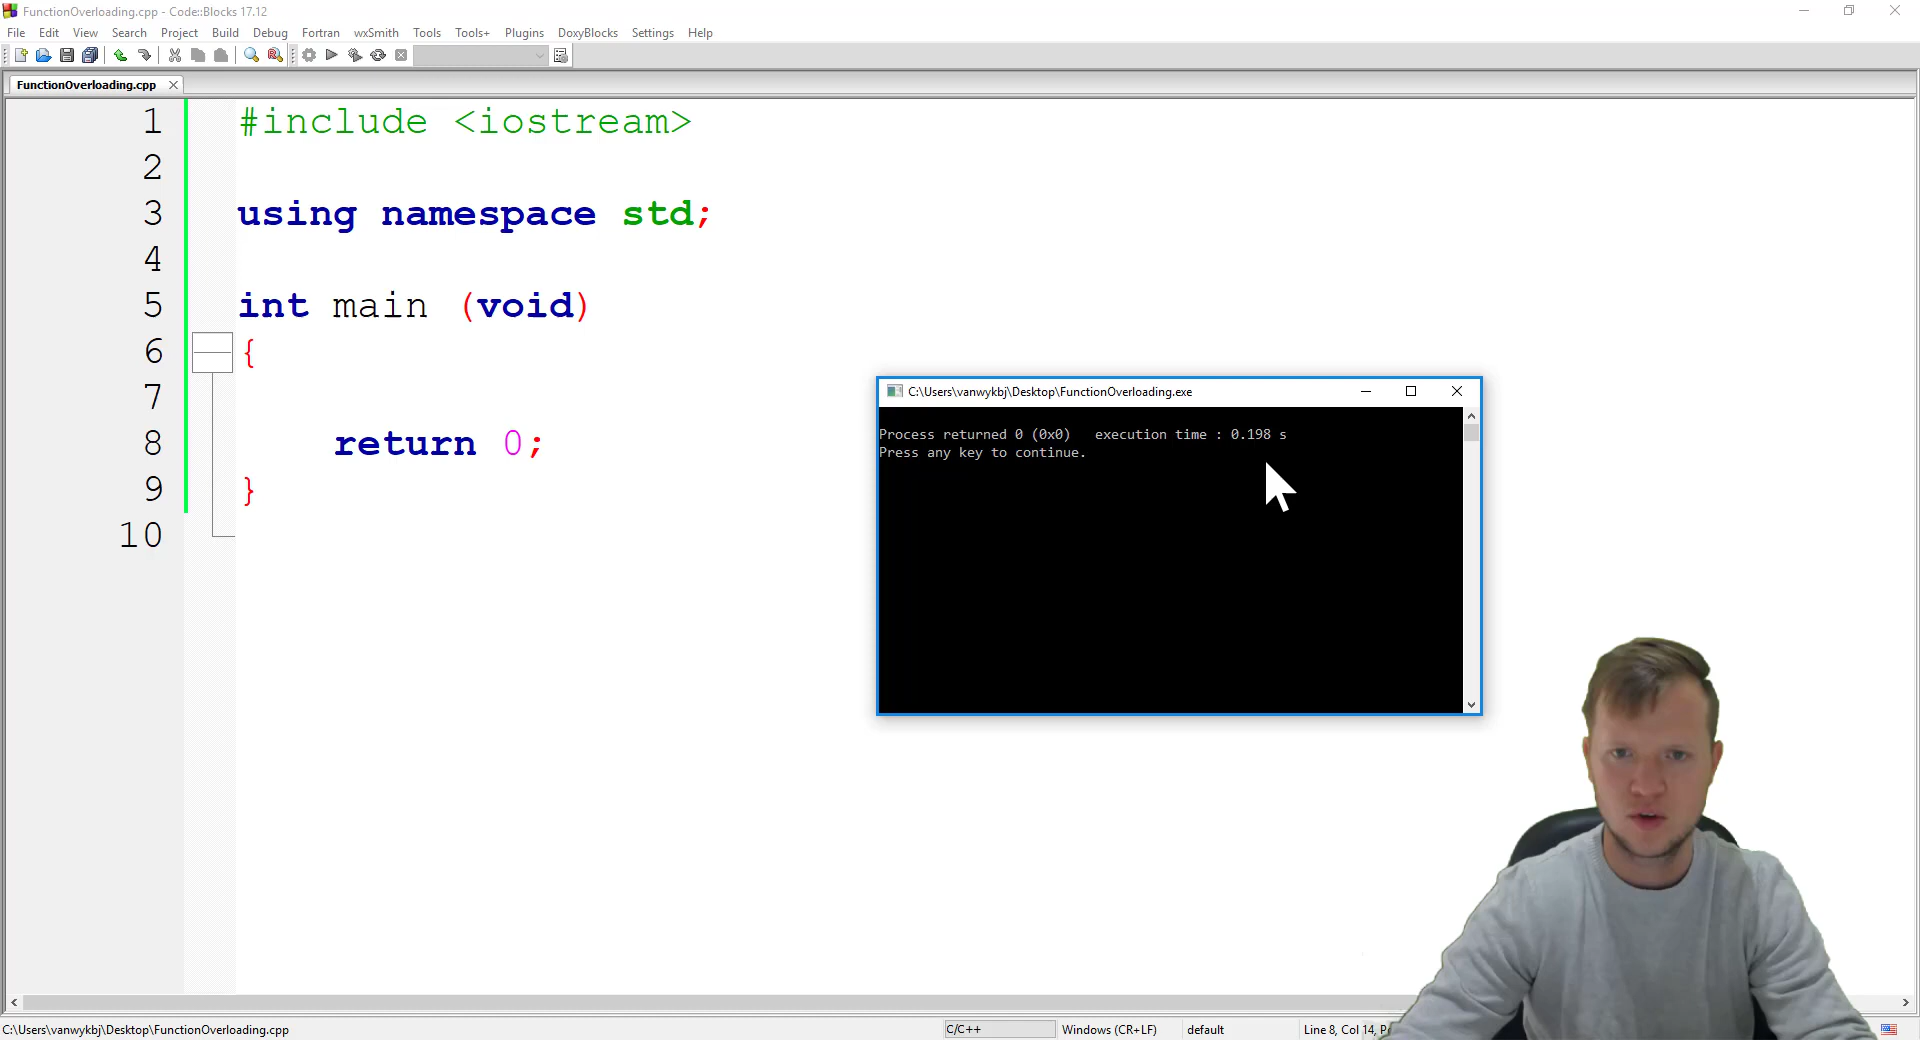 FunctionOverloading.cpp - Code::Blocks 17.12
File Edit View Search Project Build Debug Fortran wxSmith Tools Tools+ Plugins DoxyBlocks Settings Help
FunctionOverloading.cpp
1 #include <iostream>
2
3 using namespace std;
4
5 int main (void)
6 {
7
8 return 0;
9 }
10
C:\Users\vanwykbj\Desktop\FunctionOverloading.exe
Process returned 0 (0x0) execution time : 0.198 s
Press any key to continue.
C:\Users\vanwykbj\Desktop\FunctionOverloading.cpp C/C++ Windows (CR+LF) default Line 8, Col 14,